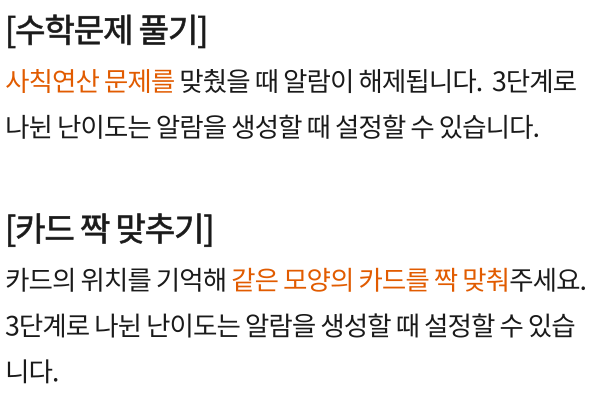 [수학문제 풀기]
사칙연산 문제를 맞췄을 때 알람이 해제됩니다. 3단계로
나뉜 난이도는 알람을 생성할 때 설정할 수 있습니다.
[카드 짝 맞추기]
카드의 위치를 기억해 같은 모양의 카드를 짝 맞춰주세요.
3단계로 나뉜 난이도는 알람을 생성할 때 설정할 수 있습
니다.